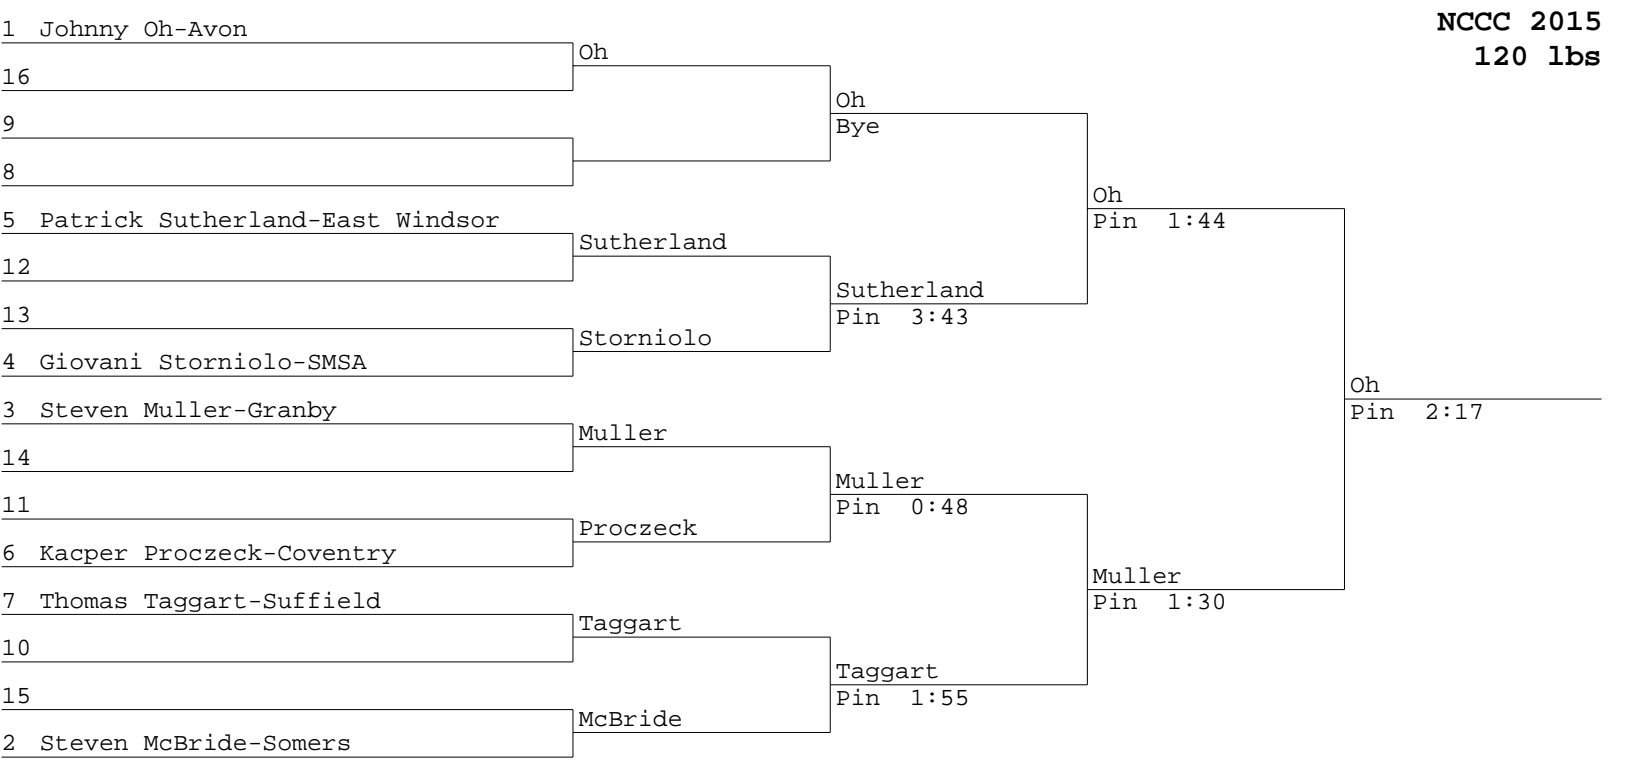 NCCC 2015
120 lbs
1 Johnny Oh-Avon
16
9
8
5 Patrick Sutherland-East Windsor
12
13
4 Giovani Storniolo-SMSA
3 Steven Muller-Granby
14
11
6 Kacper Proczeck-Coventry
7 Thomas Taggart-Suffield
10
15
2 Steven McBride-Somers
Oh
Sutherland
Storniolo
Muller
Proczeck
Taggart
McBride
Oh
Bye
Sutherland
Pin 3:43
Muller
Pin 0:48
Taggart
Pin 1:55
Oh
Pin 1:44
Muller
Pin 1:30
Oh
Pin 2:17